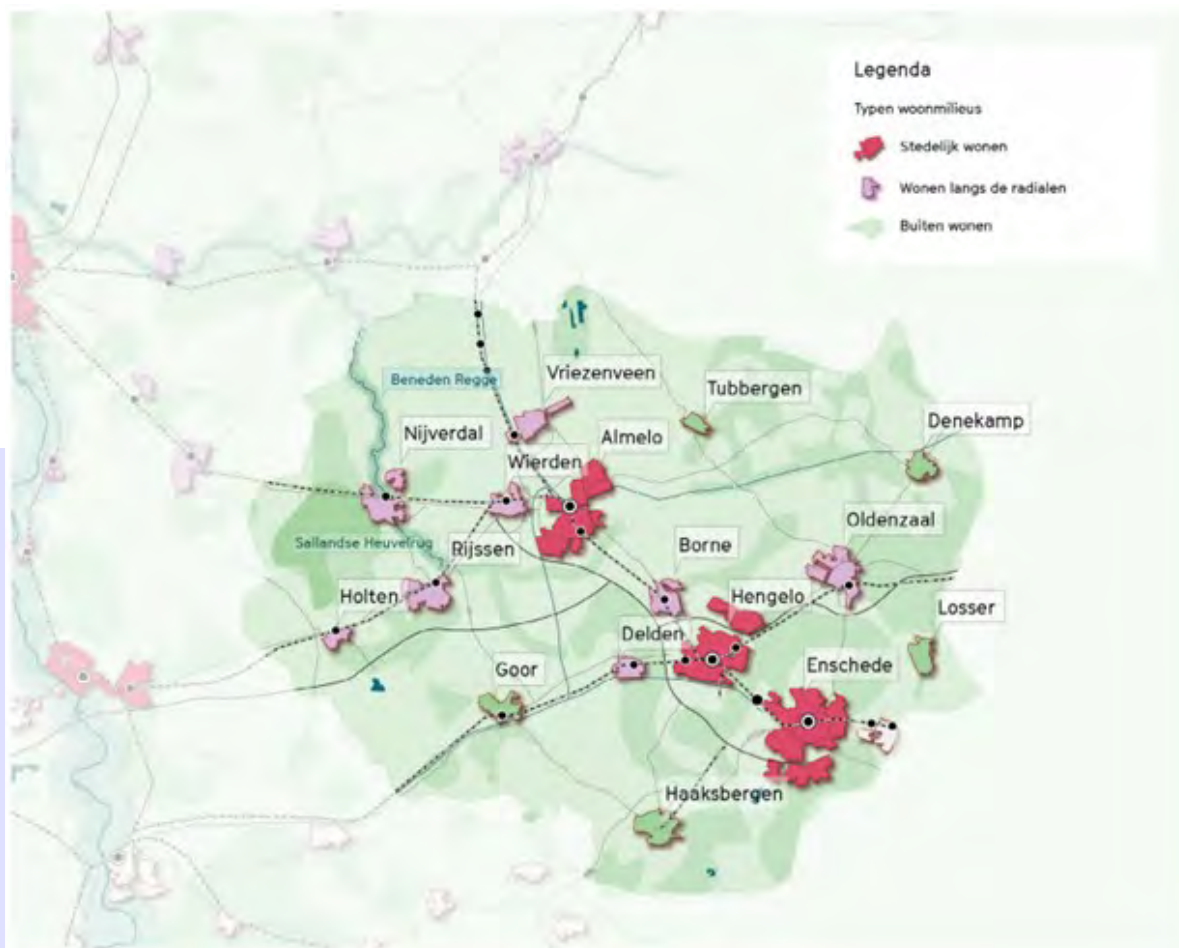 Legenda
Typen woonmilieus
Stedelijk wonen
Wonen langs de radialen
Buiten wonen
Beneden Regge
Vriezenveen
Tubbergen
Denekamp
Nijverdal
Almelo
Wierden
Oldenzaal
Sallandse Heuvelrug
Rijssen
Borne
Holten
Hengelo
Losser
Delden
Goor
Enschede
Haaksbergen